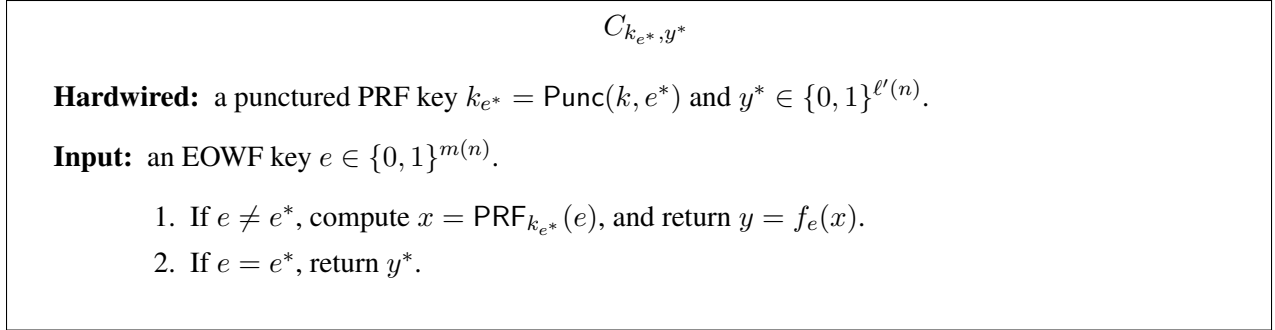 C_{k_{e^*}, y^*}
Hardwired: a punctured PRF key k_{e^*} = Punc(k, e^*) and y^* ∈ {0, 1}^{ℓ'(n)}.
Input: an EOWF key e ∈ {0, 1}^{m(n)}.
1. If e ≠ e^*, compute x = PRF_{k_{e^*}}(e), and return y = f_e(x).
2. If e = e^*, return y^*.